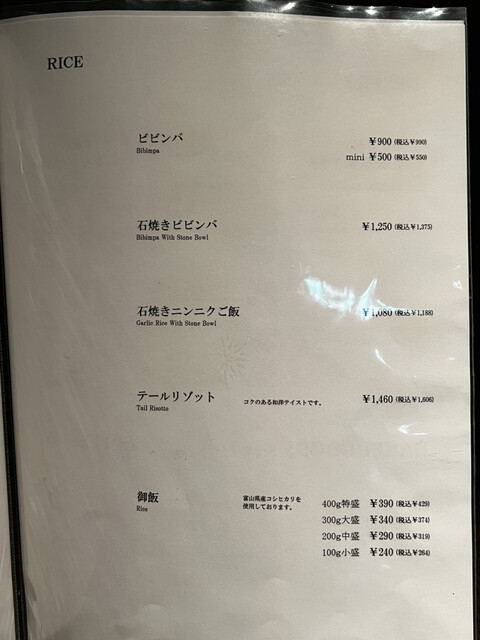 RICE
ビビンバ ¥900 (税込¥990)
Bibimpa mini ¥500 (税込¥550)
石焼きビビンバ ¥1,250 (税込¥1,375)
Bibimpa With Stone Bowl
石焼きニンニクご飯 ¥1,080 (税込¥1,188)
Garlic Rice With Stone Bowl
テールリゾット コクのある和洋テイストです。 ¥1,460 (税込¥1,606)
Tail Risotto
御飯 富山県産コシヒカリを 400g特盛 ¥390 (税込¥429)
Rice 使用しております。 300g大盛 ¥340 (税込¥374)
200g中盛 ¥290 (税込¥319)
100g小盛 ¥240 (税込¥264)